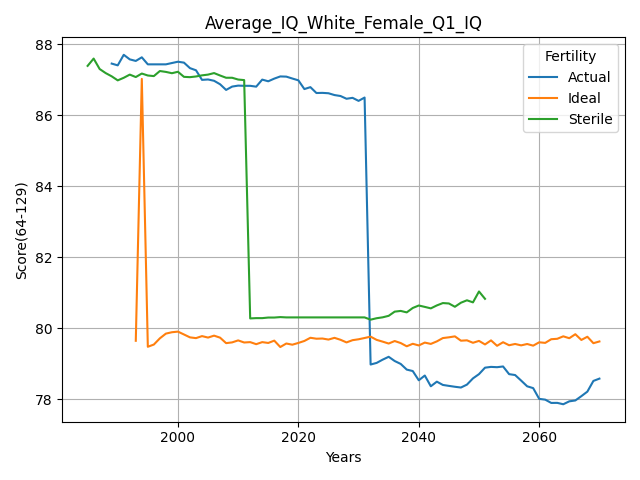 Average_IQ_White_Female_Q1_IQ
Score(64-129)
88
86
84
82
80
78
Fertility
Actual
Ideal
Sterile
2000
2020
2040
2060
Years